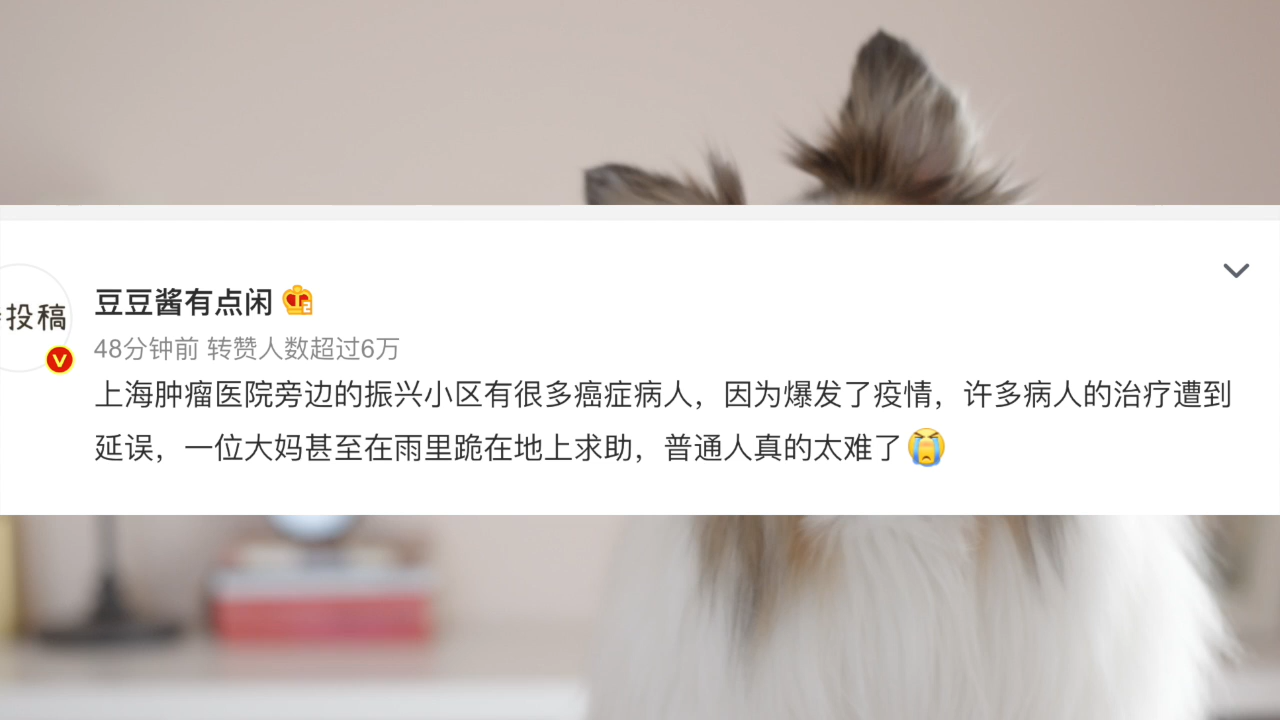 投稿
豆豆酱有点闲
48分钟前 转赞人数超过6万
上海肿瘤医院旁边的振兴小区有很多癌症病人，因为爆发了疫情，许多病人的治疗遭到
延误，一位大妈甚至在雨里跪在地上求助，普通人真的太难了😭